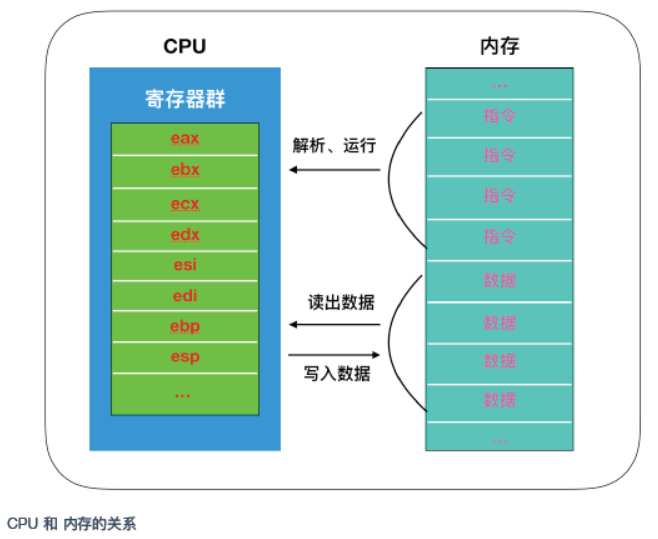 CPU
内存
寄存器群
eax
ebx
ecx
edx
esi
edi
ebp
esp
...
解析、运行
读出数据
写入数据
...
指令
指令
指令
指令
数据
数据
数据
数据
...
CPU 和 内存的关系